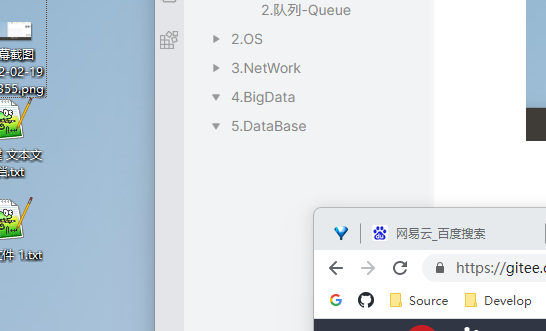 2.队列-Queue
2.OS
3.NetWork
4.BigData
5.DataBase
幕截图
2-02-19
355.png
文本文
档.txt
文件 1.txt
网易云_百度搜索
https://gitee.c
Source
Develop